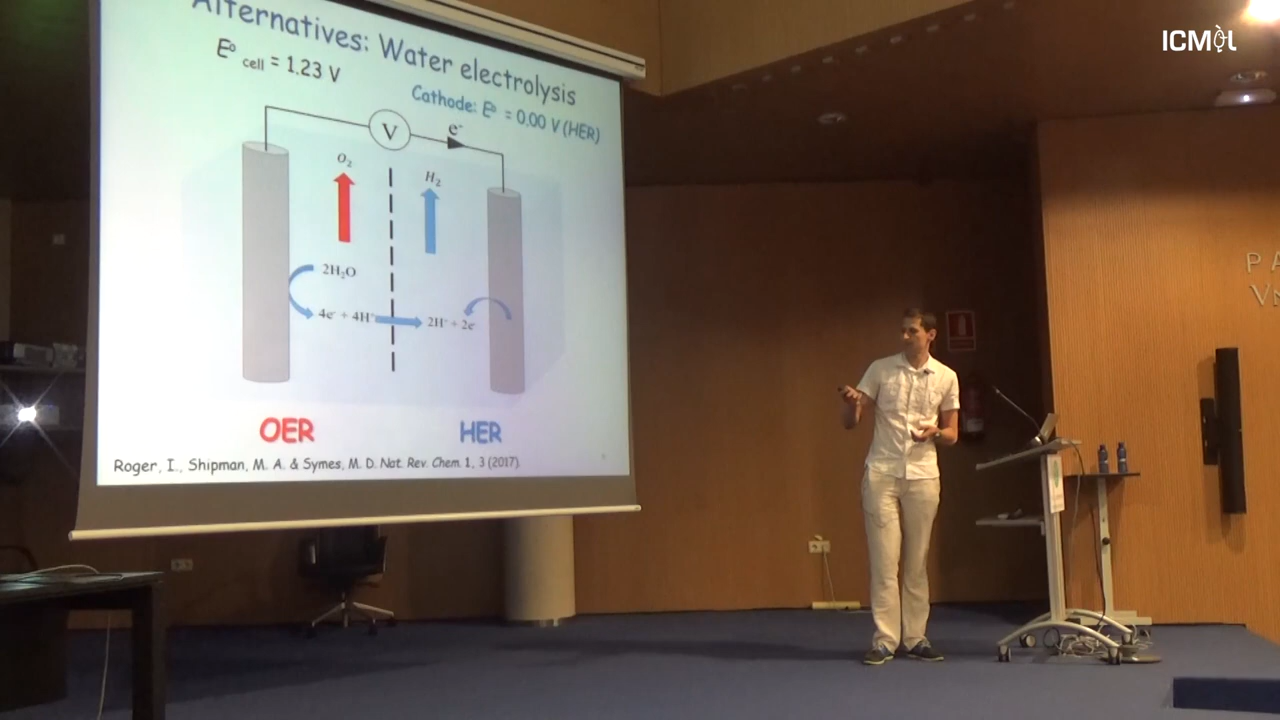 Alternatives: Water electrolysis
E° cell = 1.23 V
Cathode: E° = 0.00 V (HER)
V
e⁻
O₂
H₂
2H₂O
4e⁻ + 4H⁺
2H⁺ + 2e⁻
OER
HER
Roger, I., Shipman, M. A. & Symes, M. D. Nat. Rev. Chem. 1, 3 (2017).
ICMOL
PA